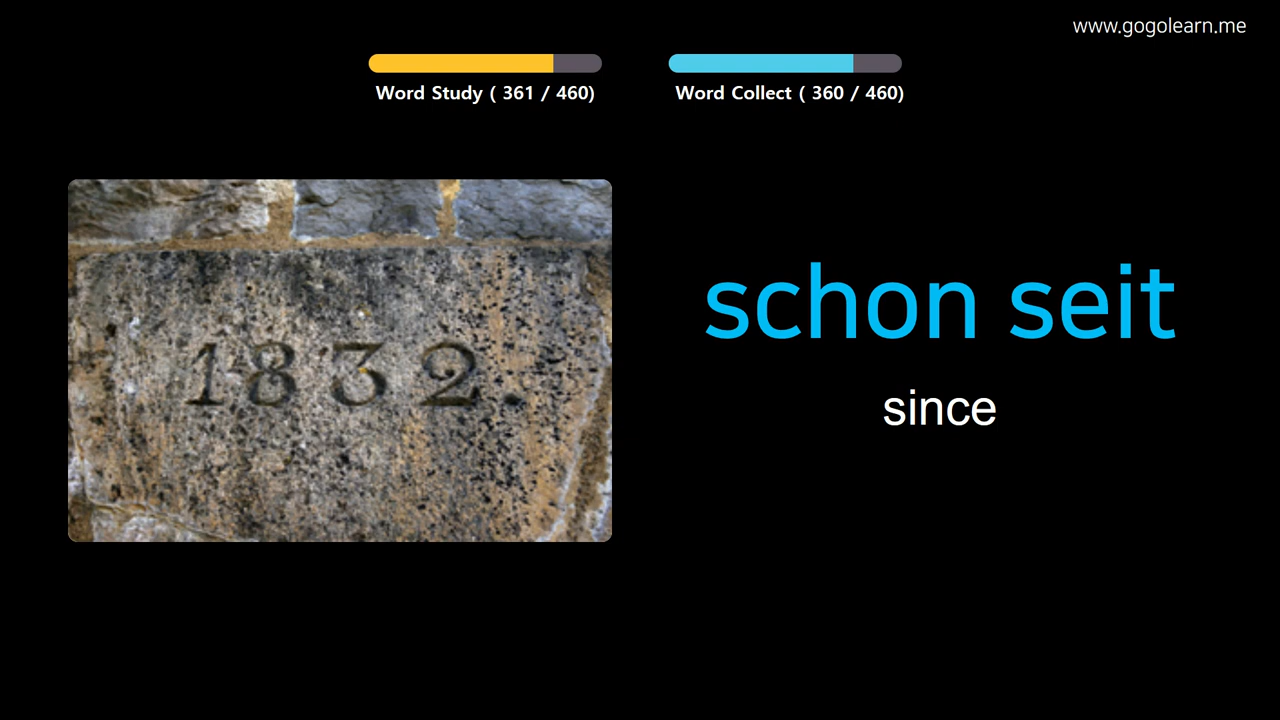 www.gogolearn.me
Word Study ( 361 / 460)
Word Collect ( 360 / 460)
1832.
schon seit
since